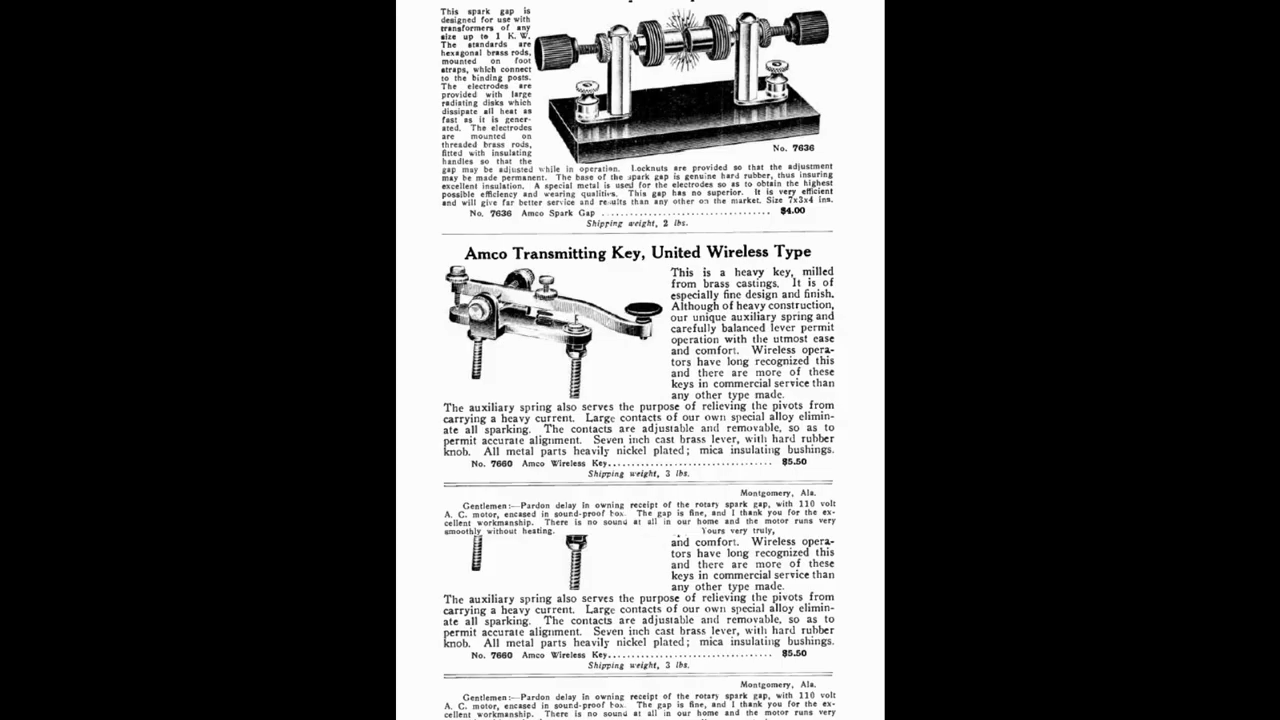 This spark gap is
designed for use with
transformers of any
size up to 1 K. W.
The standards are
hexagonal brass rods,
mounted on foot
straps, which connect
to the binding posts.
The electrodes are
provided with large
radiating disks which
dissipate all heat as
fast as it is gener-
ated. The electrodes
are mounted on
threaded brass rods,
fitted with insulating
handles so that the
No. 7636
gap may be adjusted while in operation. Locknuts are provided so that the adjustment
may be made permanent. The base of the spark gap is genuine hard rubber, thus insuring
excellent insulation. A special metal is used for the electrodes so as to obtain the highest
possible efficiency and wearing qualities. This gap has no superior. It is very efficient
and will give far better service and results than any other on the market. Size 7x3x4 ins.
No. 7636 Amco Spark Gap ........................................ $4.00
Shipping weight, 2 lbs.
Amco Transmitting Key, United Wireless Type
This is a heavy key, milled
from brass castings. It is of
especially fine design and finish.
Although of heavy construction,
our unique auxiliary spring and
carefully balanced lever permit
operation with the utmost ease
and comfort. Wireless opera-
tors have long recognized this
and there are more of these
keys in commercial service than
any other type made.
The auxiliary spring also serves the purpose of relieving the pivots from
carrying a heavy current. Large contacts of our own special alloy elimin-
ate all sparking. The contacts are adjustable and removable, so as to
permit accurate alignment. Seven inch cast brass lever, with hard rubber
knob. All metal parts heavily nickel plated; mica insulating bushings.
No. 7660 Amco Wireless Key........................................ $5.50
Shipping weight, 3 lbs.
Montgomery, Ala.
Gentlemen:—Pardon delay in owning receipt of the rotary spark gap, with 110 volt
A. C. motor, encased in sound-proof box. The gap is fine, and I thank you for the ex-
cellent workmanship. There is no sound at all in our home and the motor runs very
smoothly without heating. Yours very truly,
and comfort. Wireless opera-
tors have long recognized this
and there are more of these
keys in commercial service than
any other type made.
The auxiliary spring also serves the purpose of relieving the pivots from
carrying a heavy current. Large contacts of our own special alloy elimin-
ate all sparking. The contacts are adjustable and removable, so as to
permit accurate alignment. Seven inch cast brass lever, with hard rubber
knob. All metal parts heavily nickel plated; mica insulating bushings.
No. 7660 Amco Wireless Key........................................ $5.50
Shipping weight, 3 lbs.
Montgomery, Ala.
Gentlemen:—Pardon delay in owning receipt of the rotary spark gap, with 110 volt
A. C. motor, encased in sound-proof box. The gap is fine, and I thank you for the ex-
cellent workmanship. There is no sound at all in our home and the motor runs very